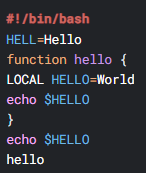 #!/bin/bash
HELL=Hello
function hello {
LOCAL HELLO=World
echo $HELLO
}
echo $HELLO
hello